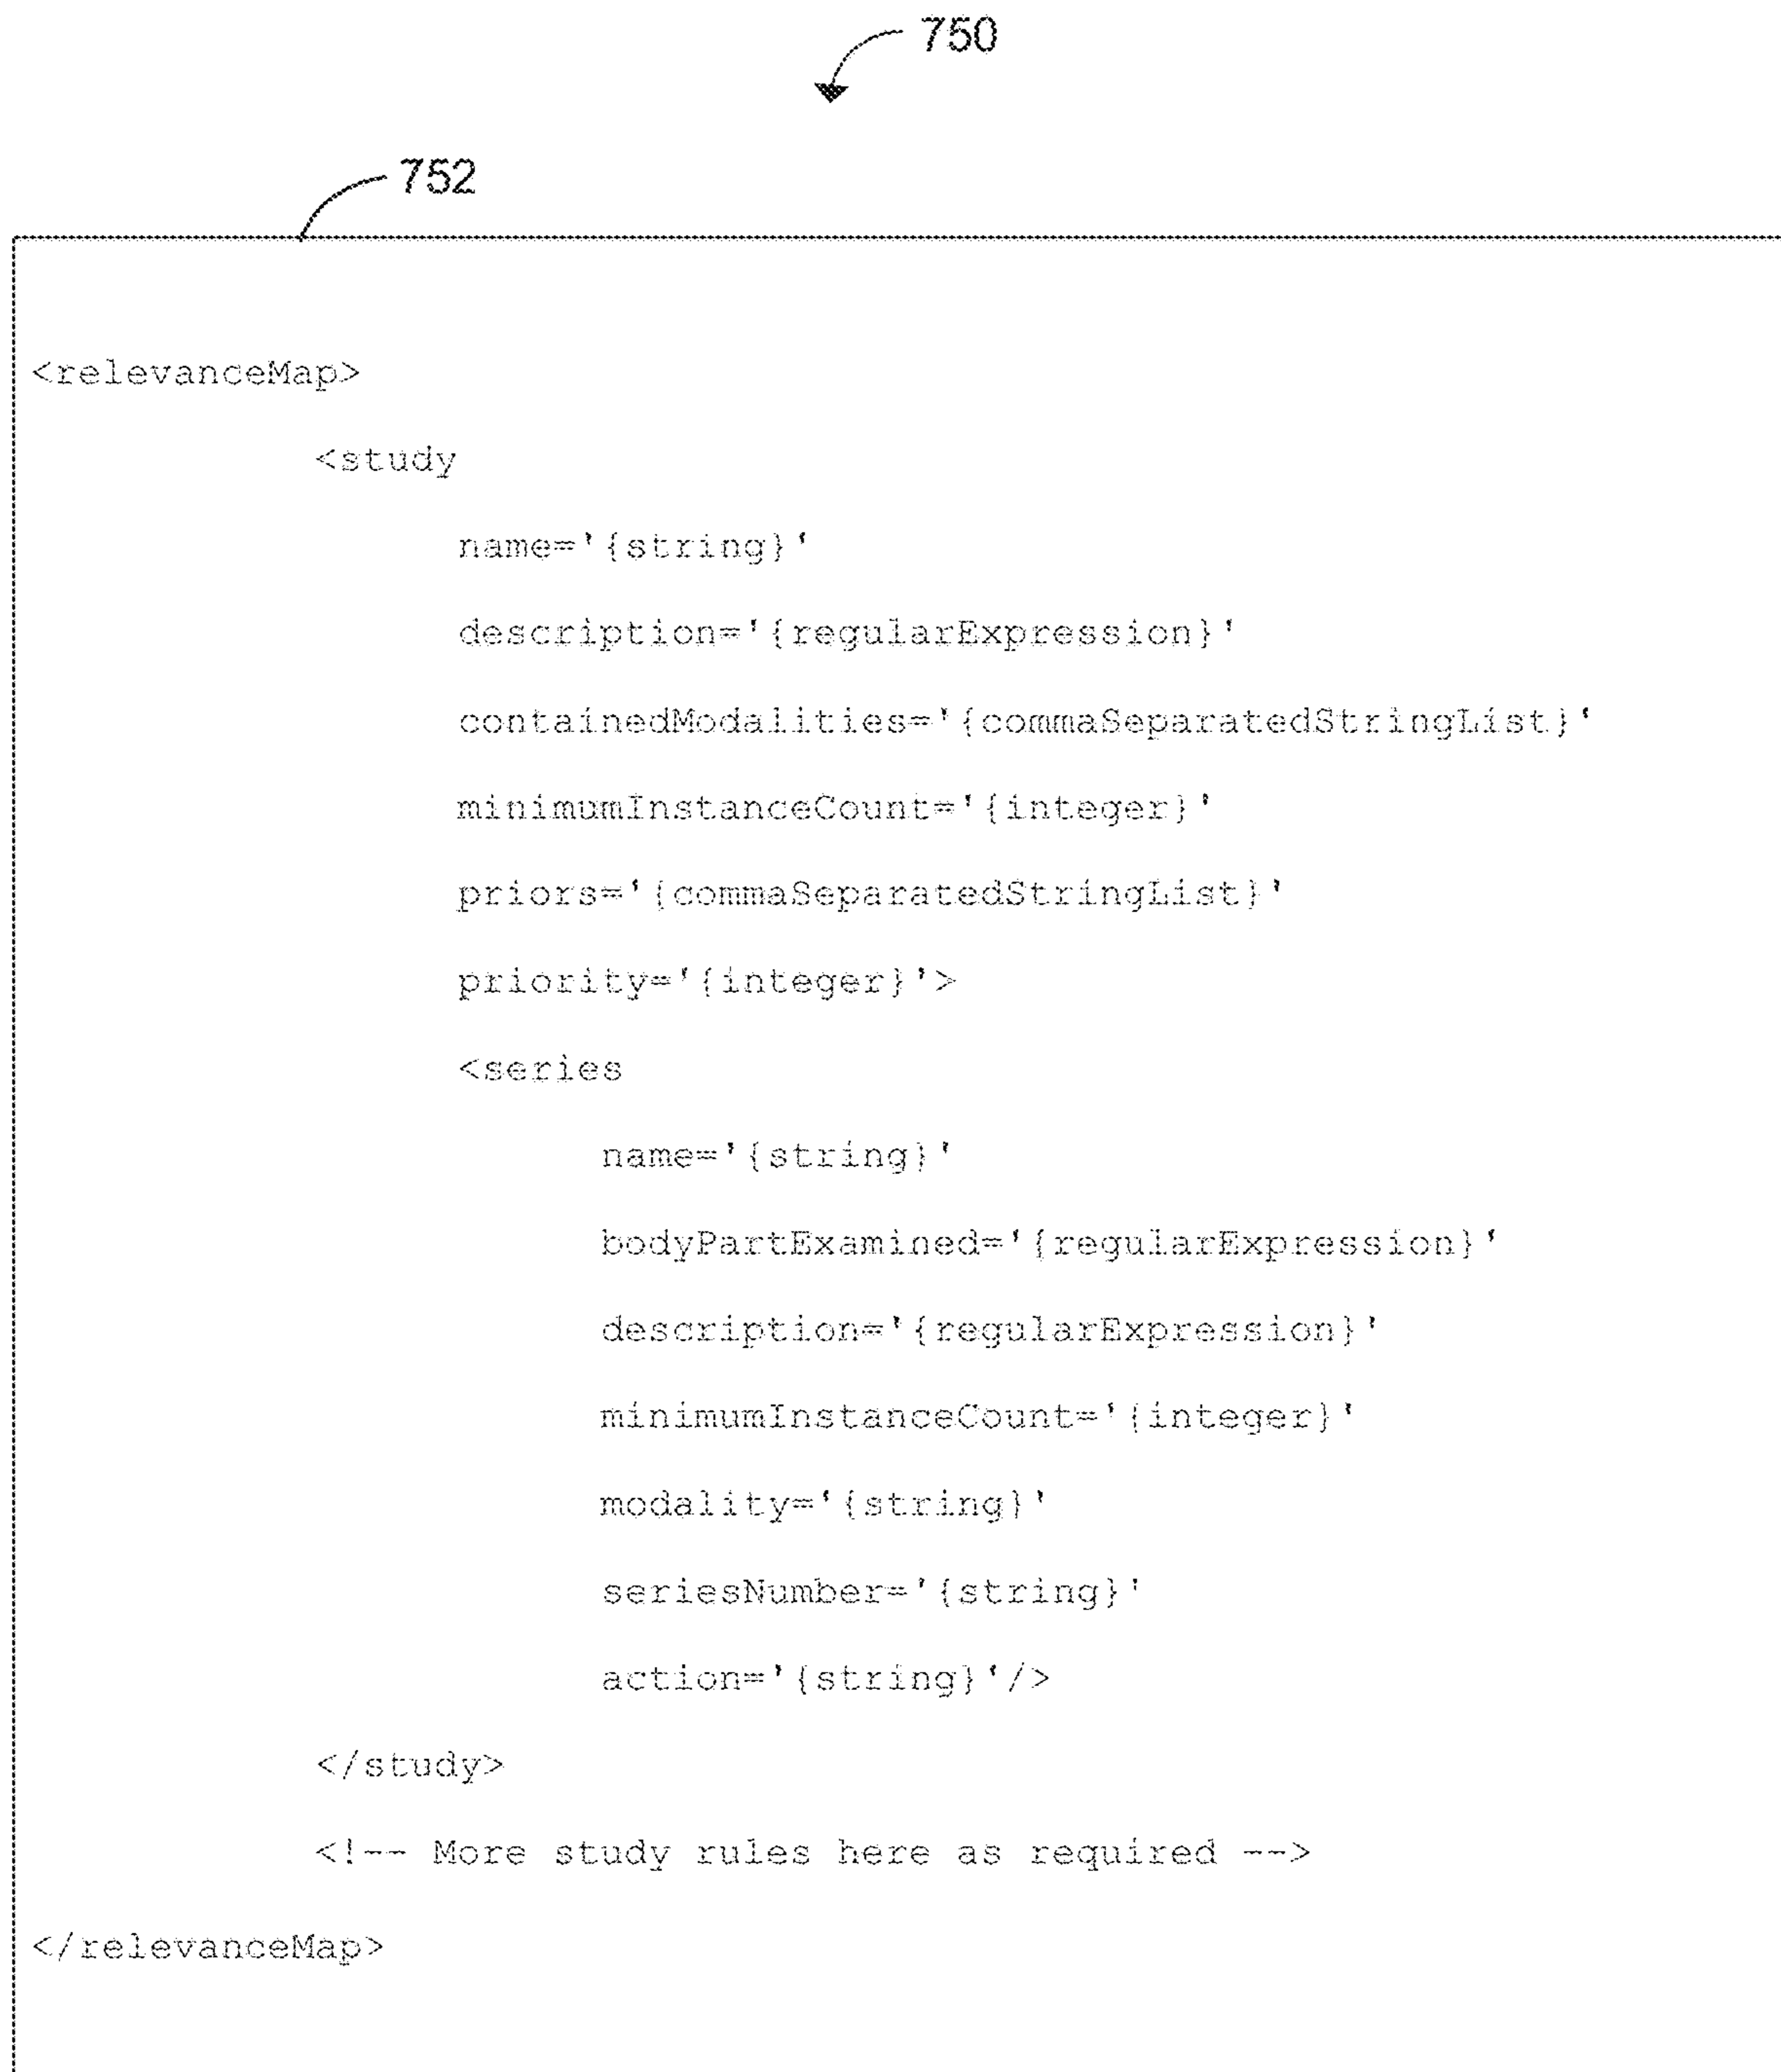 750
752
<relevanceMap>
<study
name='{string}‘
description='{regularExpression}'
containedModalities='{commaSeparatedStringList}‘
minimumInstanceCount='{integer}'
priors=‘{commaSeparatedStringList}'
priority=‘{integer}'>
<series
name='{string}'
bodyPartExamined=‘{regularExpression}‘
description='{regularExpression}'
minimumInstanceCount='{integer}'
modality=‘{string}'
seriesNumber='{string}'
action='{string}‘/>
</study>
<!-- More study rules here as required -->
</relevanceMap>